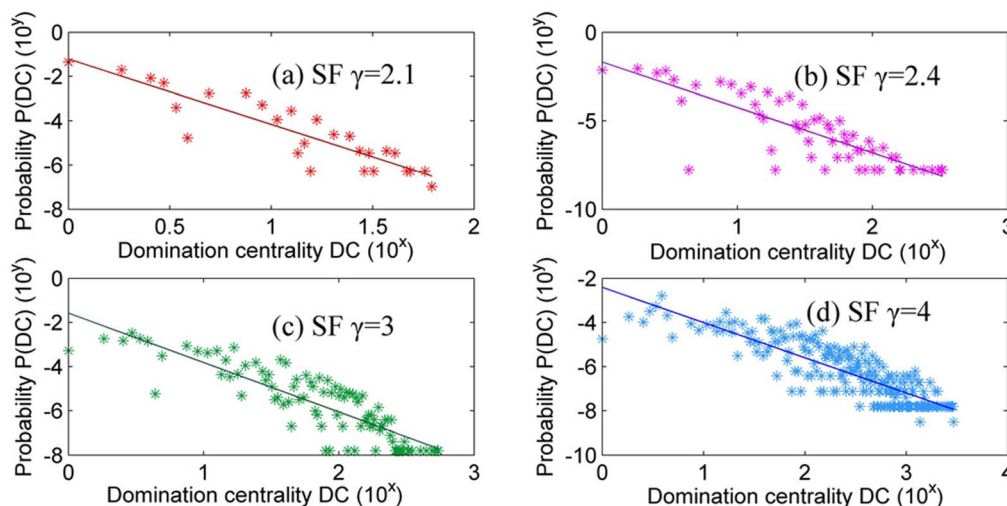 0
-2
-4
-6
-8
0 0.5 1 1.5 2
Probability P(DC) (10^y)
Domination centrality DC (10^x)
(a) SF γ=2.1
0
-5
-10
0 1 2 3
Probability P(DC) (10^y)
Domination centrality DC (10^x)
(b) SF γ=2.4
0
-2
-4
-6
-8
0 1 2 3
Probability P(DC) (10^y)
Domination centrality DC (10^x)
(c) SF γ=3
-2
-4
-6
-8
-10
0 1 2 3 4
Probability P(DC) (10^y)
Domination centrality DC (10^x)
(d) SF γ=4